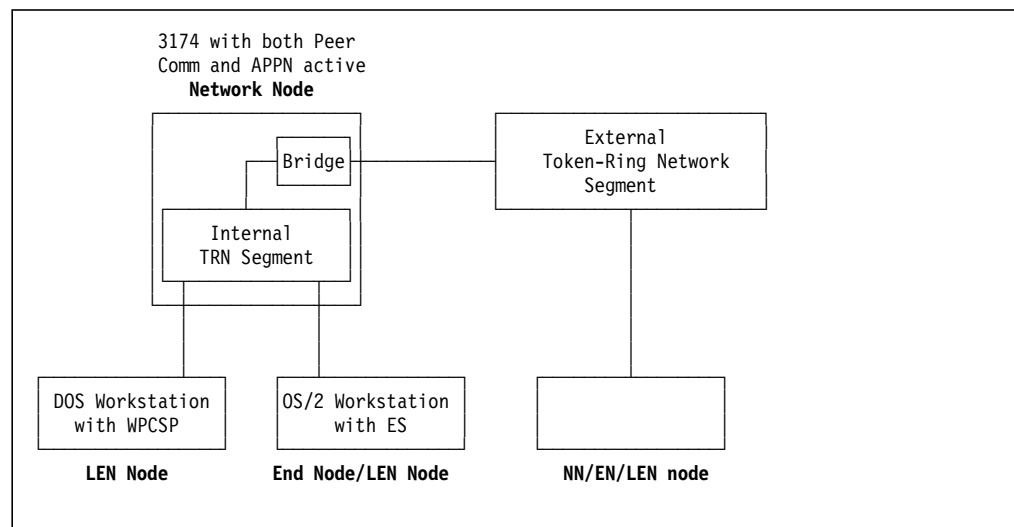 3174 with both Peer
Comm and APPN active
Network Node
Bridge
External
Token-Ring Network
Segment
Internal
TRN Segment
DOS Workstation
with WPCSP
OS/2 Workstation
with ES
LEN Node
End Node/LEN Node
NN/EN/LEN node